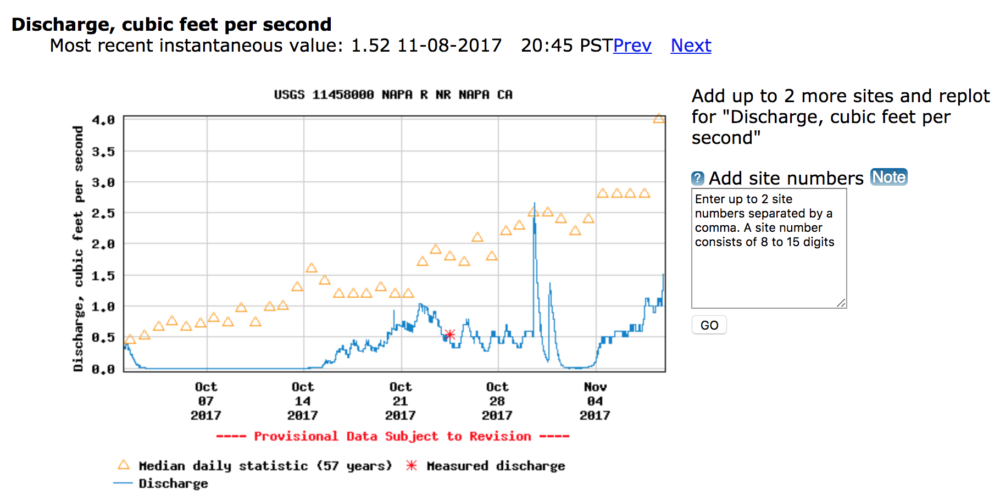 Discharge, cubic feet per second
Most recent instantaneous value: 1.52 11-08-2017 20:45 PSTPrev Next
USGS 11458000 NAPA R NR NAPA CA
Discharge, cubic feet per second
4.0
3.5
3.0
2.5
2.0
1.5
1.0
0.5
0.0
Oct Oct Oct Oct Nov
07 14 21 28 04
2017 2017 2017 2017 2017
---- Provisional Data Subject to Revision ----
Median daily statistic (57 years) Measured discharge
Discharge
Add up to 2 more sites and replot
for "Discharge, cubic feet per
second"
? Add site numbers Note
Enter up to 2 site
numbers separated by a
comma. A site number
consists of 8 to 15 digits
GO